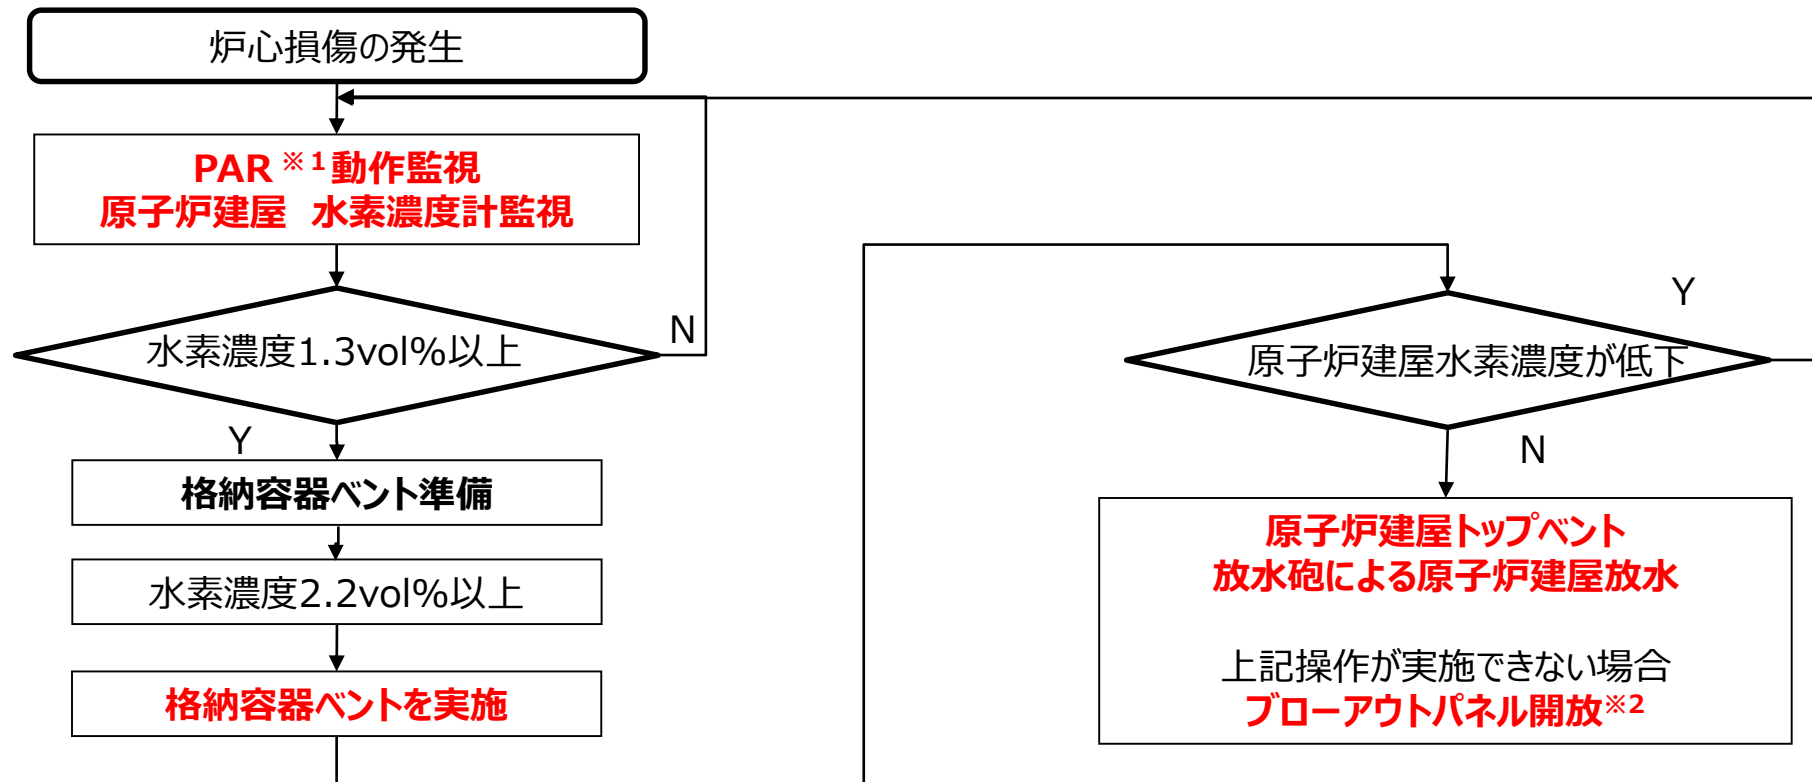 炉心損傷の発生
PAR※1動作監視
原子炉建屋　水素濃度計監視
水素濃度1.3vol%以上
N
Y
格納容器ベント準備
水素濃度2.2vol%以上
格納容器ベントを実施
Y
原子炉建屋水素濃度が低下
N
原子炉建屋トップベント
放水砲による原子炉建屋放水
上記操作が実施できない場合
ブローアウトパネル開放※2